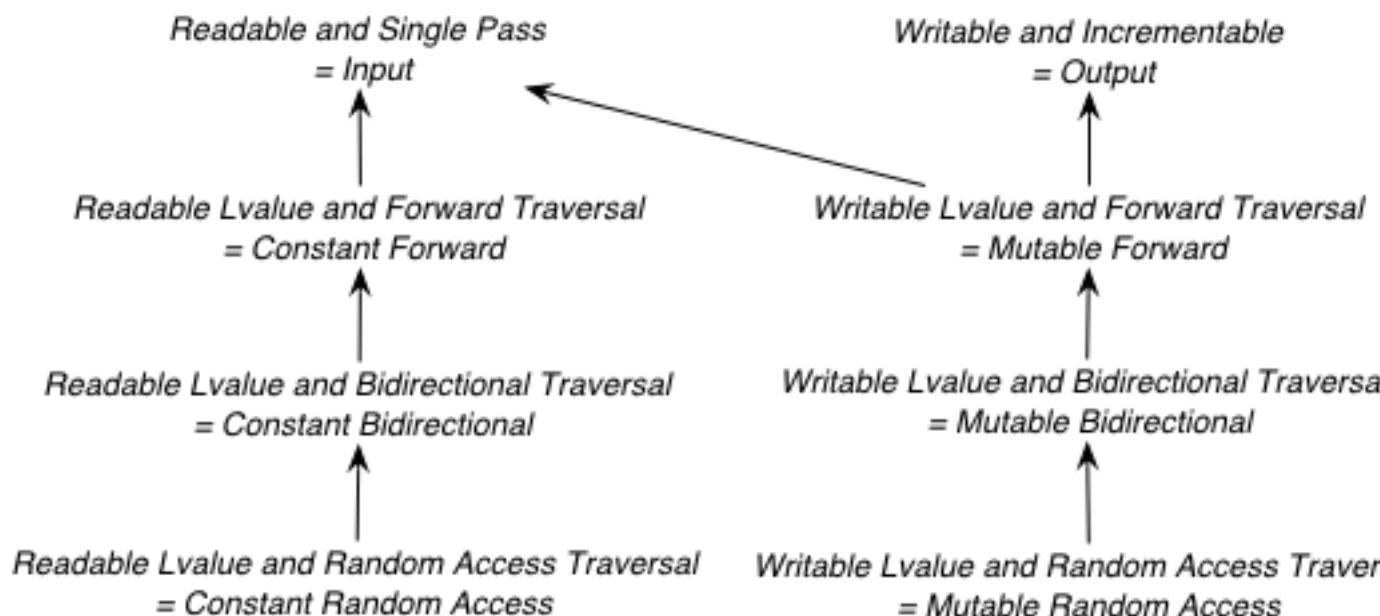 Readable and Single Pass
= Input
Writable and Incrementable
= Output
Readable Lvalue and Forward Traversal
= Constant Forward
Writable Lvalue and Forward Traversal
= Mutable Forward
Readable Lvalue and Bidirectional Traversal
= Constant Bidirectional
Writable Lvalue and Bidirectional Traversa
= Mutable Bidirectional
Readable Lvalue and Random Access Traversal
= Constant Random Access
Writable Lvalue and Random Access Traver
= Mutable Random Access